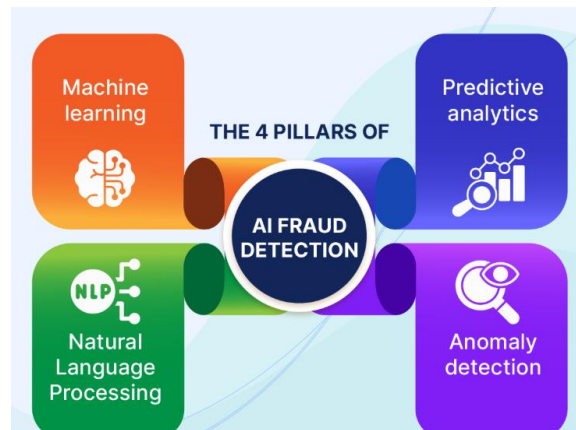 Machine
learning
Predictive
analytics
THE 4 PILLARS OF
AI FRAUD
DETECTION
NLP
Natural
Language
Processing
Anomaly
detection